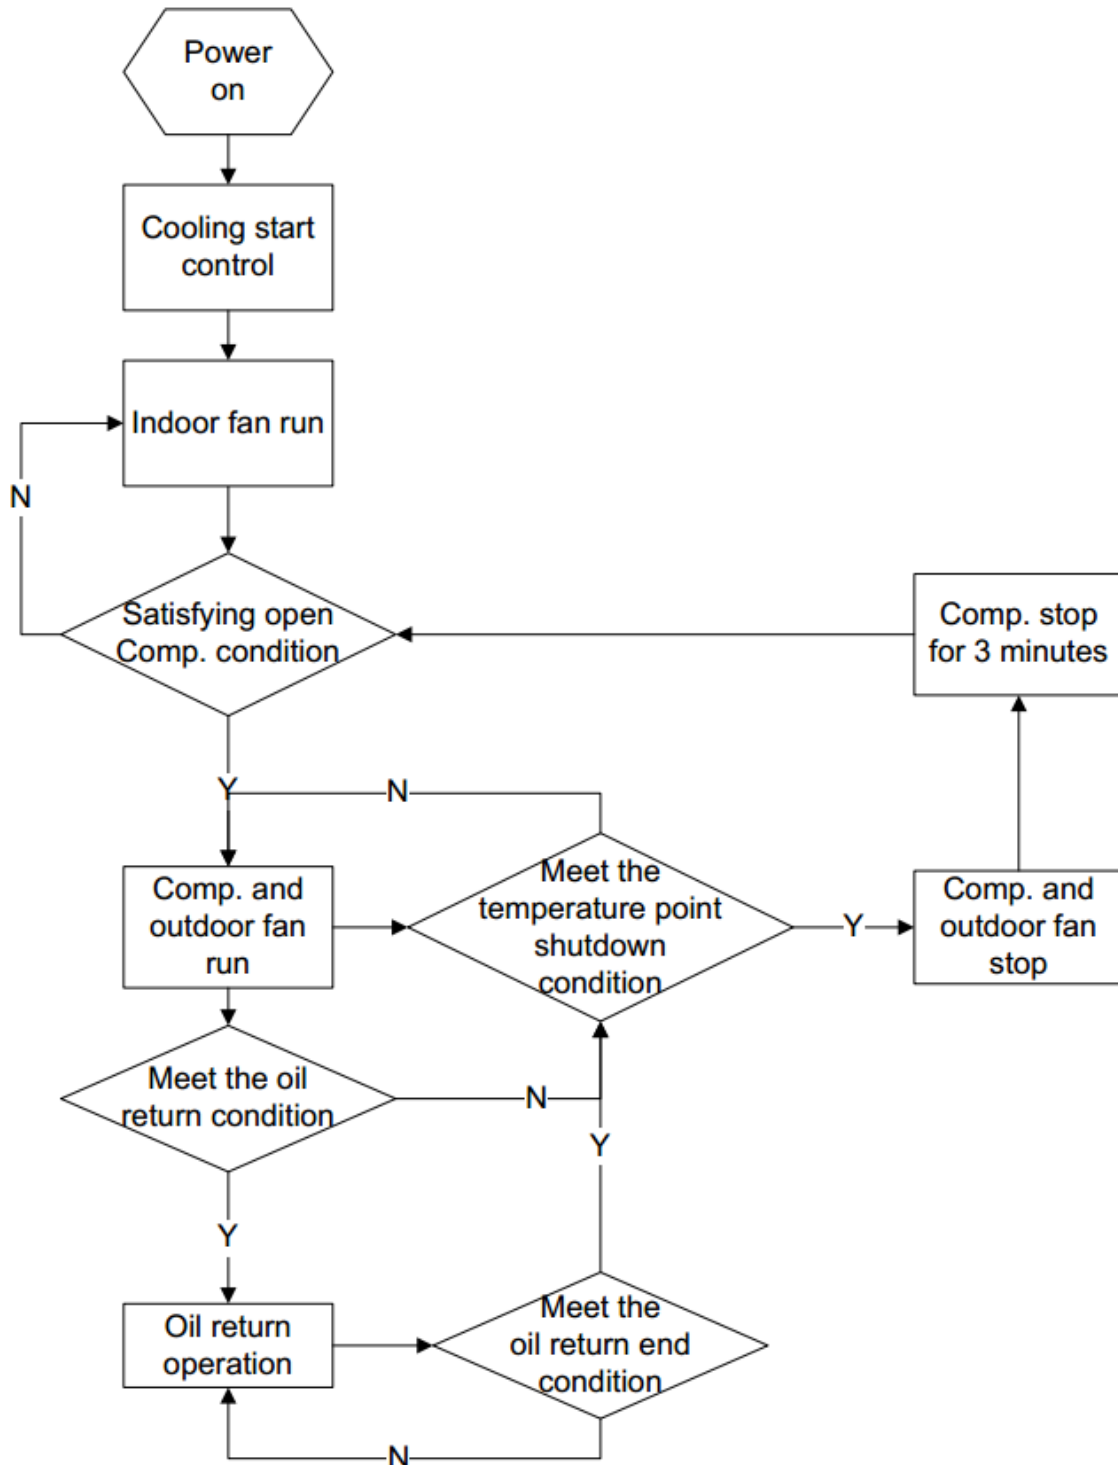 Power
on
Cooling start
control
Indoor fan run
N
Satisfying open
Comp. condition
Comp. stop
for 3 minutes
Y
N
Comp. and
outdoor fan
run
Meet the
temperature point
shutdown
condition
Y
Comp. and
outdoor fan
stop
Meet the oil
return condition
N
Y
Y
Oil return
operation
Meet the
oil return end
condition
N